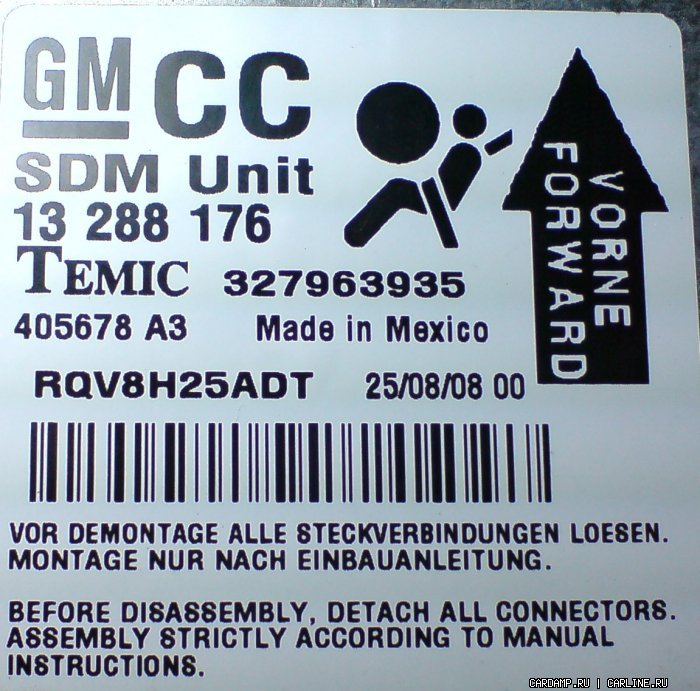 GM CC
SDM Unit
13 288 176
TEMIC 327963935
405678 A3 Made in Mexico
RQV8H25ADT 25/08/08 00
VORNE
FORWARD
VOR DEMONTAGE ALLE STECKVERBINDUNGEN LOESEN.
MONTAGE NUR NACH EINBAUANLEITUNG.
BEFORE DISASSEMBLY, DETACH ALL CONNECTORS.
ASSEMBLY STRICTLY ACCORDING TO MANUAL
INSTRUCTIONS.
CARDAMP.RU | CARLINE.RU